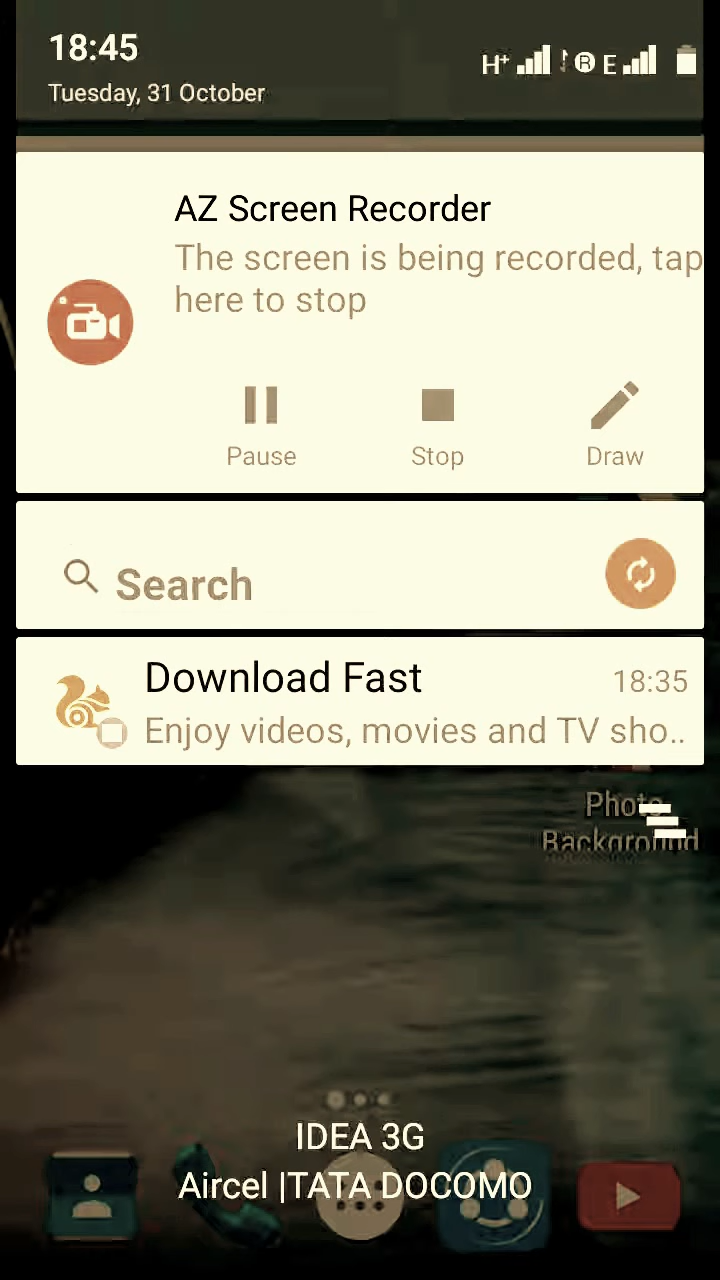 18:45
H+ R E
Tuesday, 31 October
AZ Screen Recorder
The screen is being recorded, tap
here to stop
Pause Stop Draw
Search
Download Fast 18:35
Enjoy videos, movies and TV sho..
Photo
Background
IDEA 3G
Aircel |TATA DOCOMO